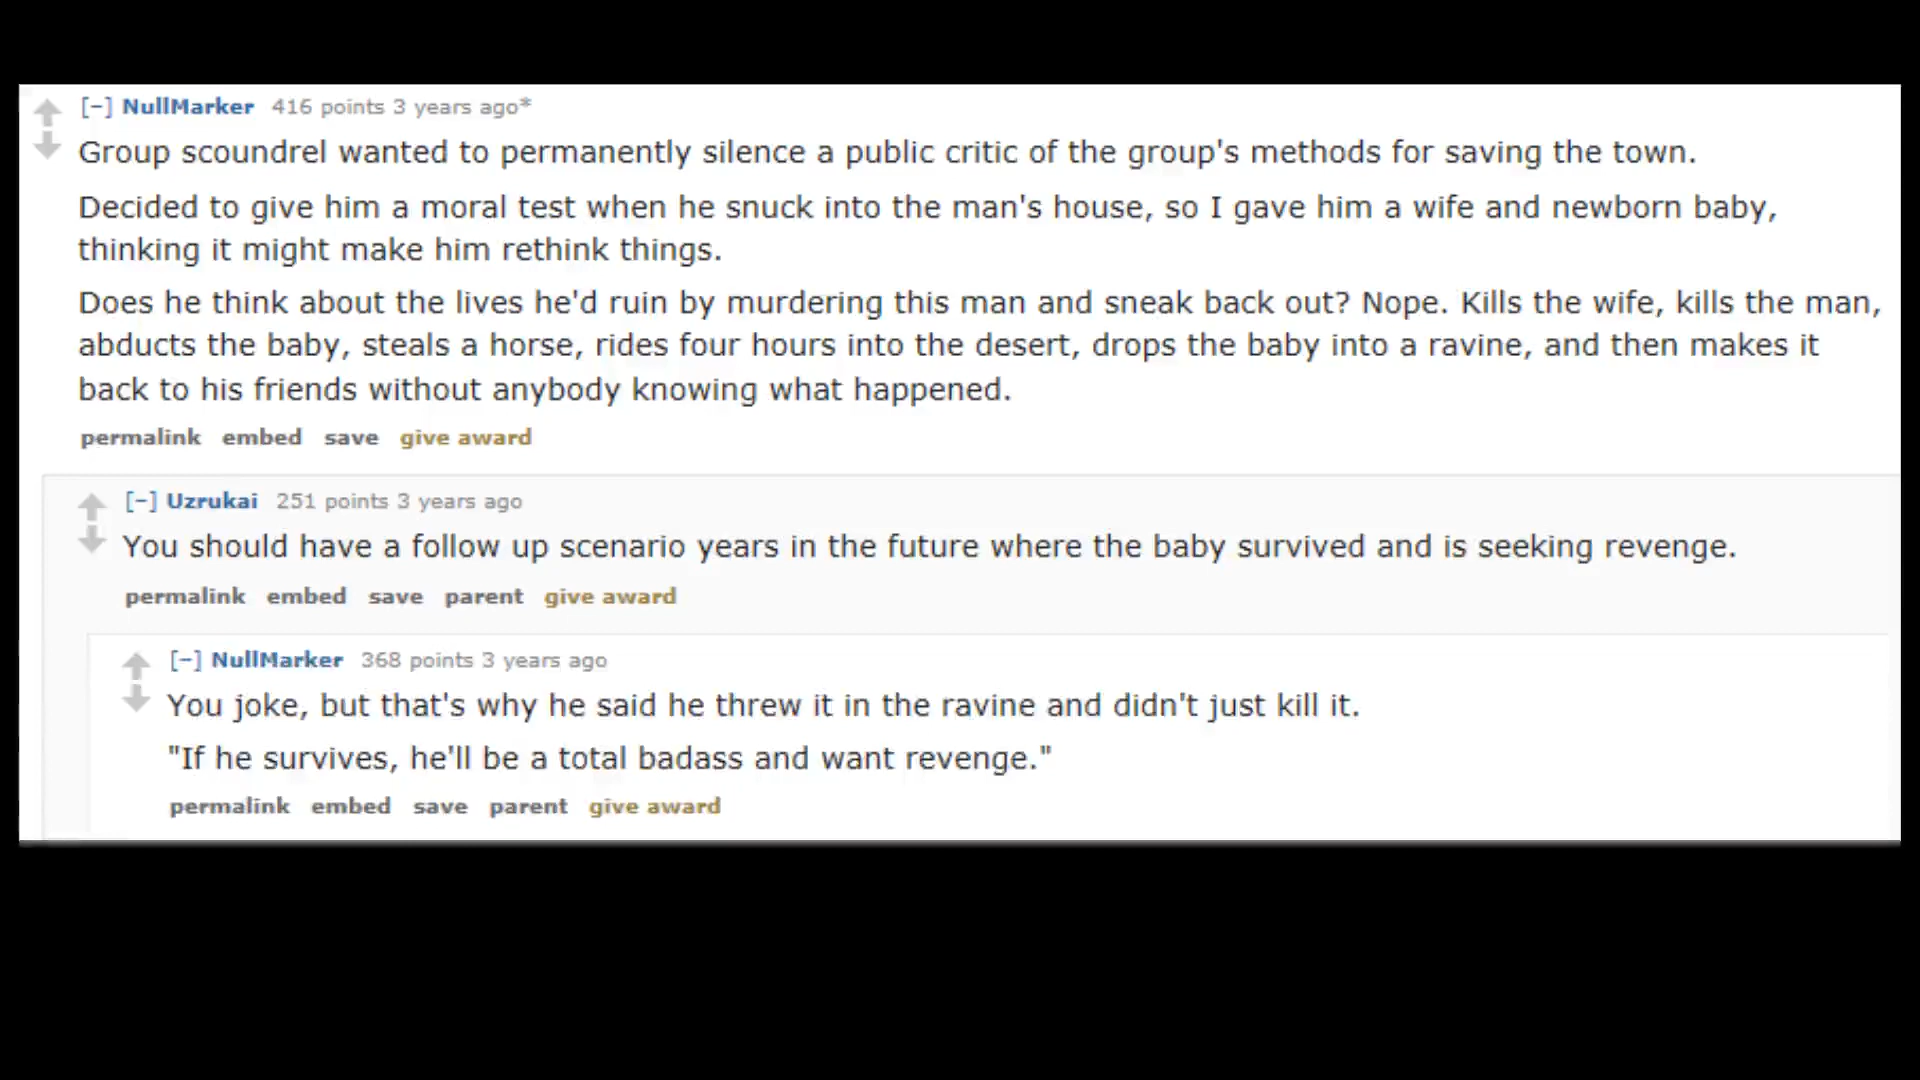 [-] NullMarker 416 points 3 years ago*
Group scoundrel wanted to permanently silence a public critic of the group's methods for saving the town.
Decided to give him a moral test when he snuck into the man's house, so I gave him a wife and newborn baby,
thinking it might make him rethink things.
Does he think about the lives he'd ruin by murdering this man and sneak back out? Nope. Kills the wife, kills the man,
abducts the baby, steals a horse, rides four hours into the desert, drops the baby into a ravine, and then makes it
back to his friends without anybody knowing what happened.
permalink embed save give award
[-] Uzrukai 251 points 3 years ago
You should have a follow up scenario years in the future where the baby survived and is seeking revenge.
permalink embed save parent give award
[-] NullMarker 368 points 3 years ago
You joke, but that's why he said he threw it in the ravine and didn't just kill it.
"If he survives, he'll be a total badass and want revenge."
permalink embed save parent give award